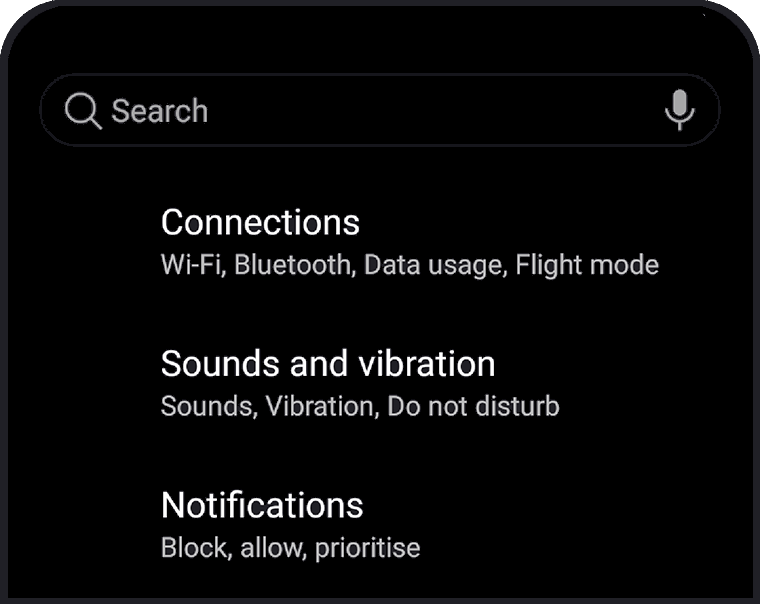 Search
Connections
Wi-Fi, Bluetooth, Data usage, Flight mode
Sounds and vibration
Sounds, Vibration, Do not disturb
Notifications
Block, allow, prioritise